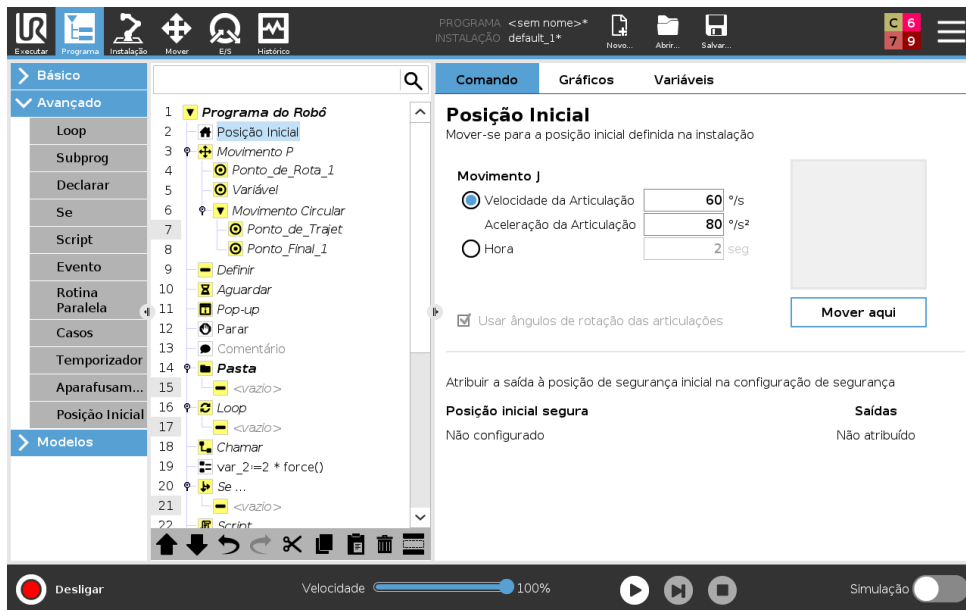 UR
Executar
Programa
Instalação
Mover
E/S
Histórico
PROGRAMA <sem nome>*
INSTALAÇÃO default_1*
Novo...
Abrir...
Salvar...
C 6
7 9
Básico
Avançado
Loop
Subprog
Declarar
Se
Script
Evento
Rotina
Paralela
Casos
Temporizador
Aparafusam...
Posição Inicial
Modelos
1 Programa do Robô
2 Posição Inicial
3 Movimento P
4 Ponto_de_Rota_1
5 Variável
6 Movimento Circular
7 Ponto_de_Trajet
8 Ponto_Final_1
9 Definir
10 Aguardar
11 Pop-up
12 Parar
13 Comentário
14 Pasta
15 <vazio>
16 Loop
17 <vazio>
18 Chamar
19 var_2:=2 * force()
20 Se ...
21 <vazio>
22 Script
Comando
Gráficos
Variáveis
Posição Inicial
Mover-se para a posição inicial definida na instalação
Movimento J
Velocidade da Articulação 60 °/s
Aceleração da Articulação 80 °/s²
Hora 2 seg
Usar ângulos de rotação das articulações
Mover aqui
Atribuir a saída à posição de segurança inicial na configuração de segurança
Posição inicial segura Saídas
Não configurado Não atribuído
Desligar
Velocidade 100%
Simulação